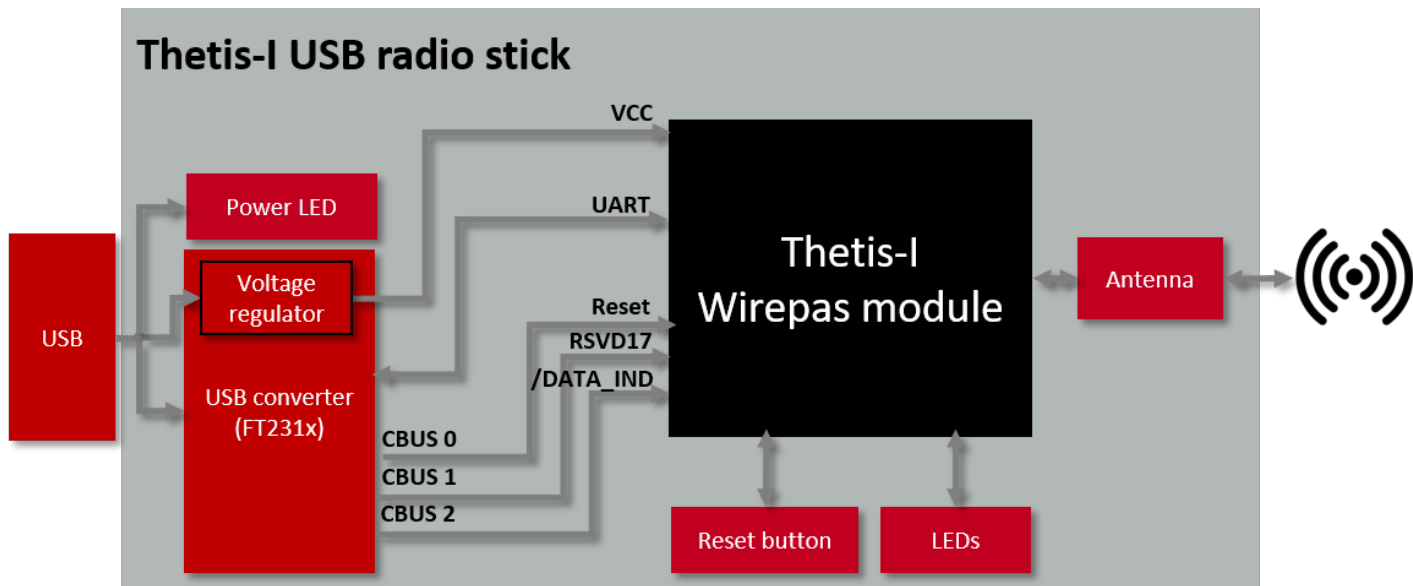 Thetis-I USB radio stick
VCC
Power LED
UART
Thetis-I
Wirepas module
Voltage
regulator
Antenna
USB
Reset
RSVD17
/DATA_IND
USB converter
(FT231x)
CBUS 0
CBUS 1
CBUS 2
Reset button
LEDs